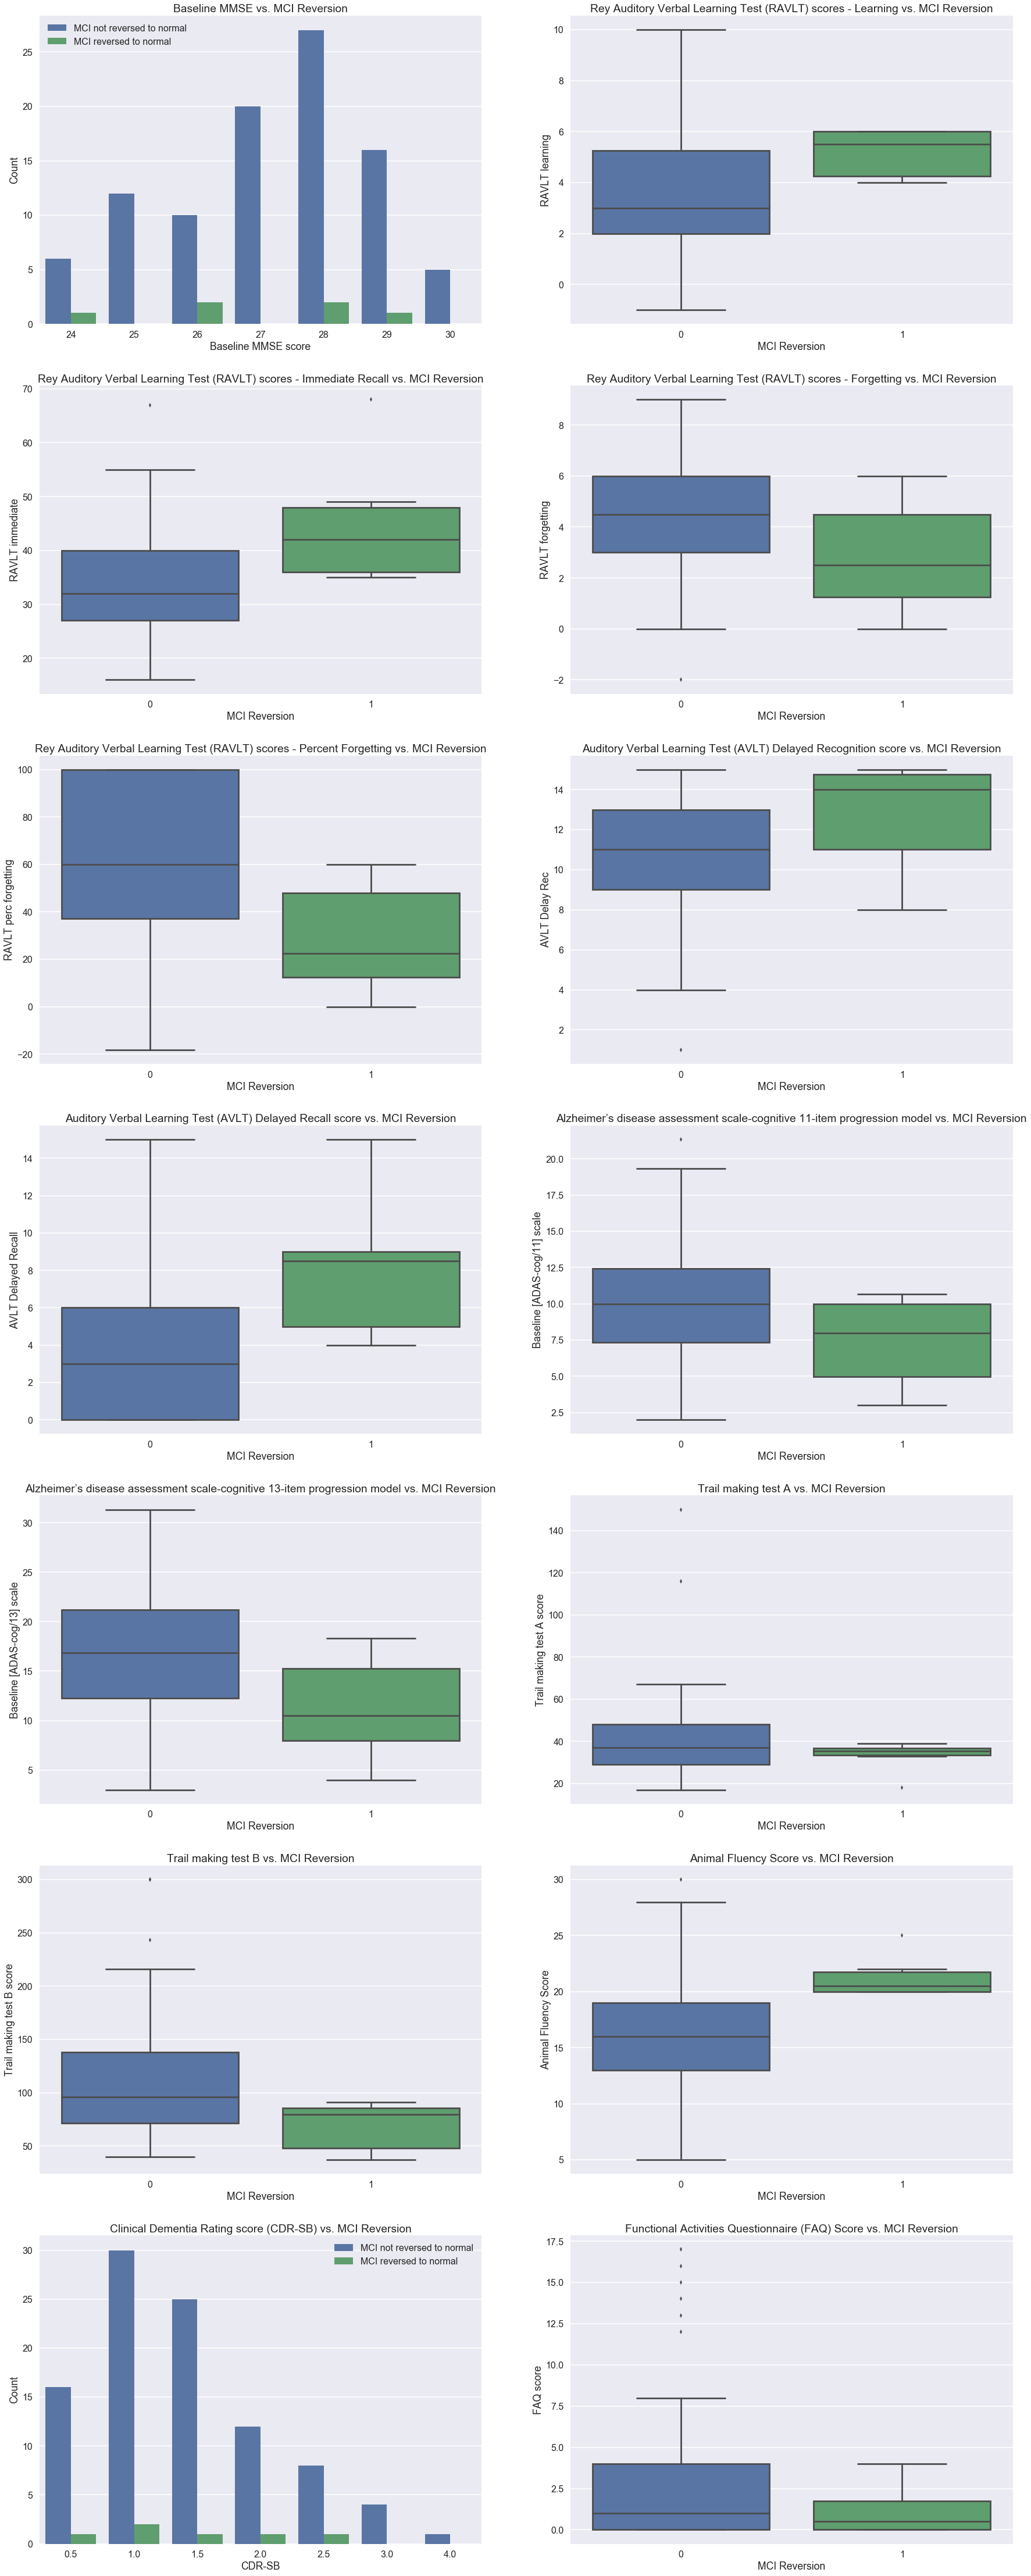 Baseline MMSE vs. MCI Reversion
MCI not reversed to normal
MCI reversed to normal
25
20
15
10
5
0
Count
24 25 26 27 28 29 30
Baseline MMSE score
Rey Auditory Verbal Learning Test (RAVLT) scores - Learning vs. MCI Reversion
10
8
6
4
2
0
RAVLT learning
0 1
MCI Reversion
Rey Auditory Verbal Learning Test (RAVLT) scores - Immediate Recall vs. MCI Reversion
70
60
50
40
30
20
RAVLT immediate
0 1
MCI Reversion
Rey Auditory Verbal Learning Test (RAVLT) scores - Forgetting vs. MCI Reversion
8
6
4
2
0
−2
RAVLT forgetting
0 1
MCI Reversion
Rey Auditory Verbal Learning Test (RAVLT) scores - Percent Forgetting vs. MCI Reversion
100
80
60
40
20
0
−20
RAVLT perc forgetting
0 1
MCI Reversion
Auditory Verbal Learning Test (AVLT) Delayed Recognition score vs. MCI Reversion
14
12
10
8
6
4
2
AVLT Delay Rec
0 1
MCI Reversion
Auditory Verbal Learning Test (AVLT) Delayed Recall score vs. MCI Reversion
14
12
10
8
6
4
2
0
AVLT Delayed Recall
0 1
MCI Reversion
Alzheimer's disease assessment scale-cognitive 11-item progression model vs. MCI Reversion
20.0
17.5
15.0
12.5
10.0
7.5
5.0
2.5
Baseline [ADAS-cog/11] scale
0 1
MCI Reversion
Alzheimer's disease assessment scale-cognitive 13-item progression model vs. MCI Reversion
30
25
20
15
10
5
Baseline [ADAS-cog/13] scale
0 1
MCI Reversion
Trail making test A vs. MCI Reversion
140
120
100
80
60
40
20
Trail making test A score
0 1
MCI Reversion
Trail making test B vs. MCI Reversion
300
250
200
150
100
50
Trail making test B score
0 1
MCI Reversion
Animal Fluency Score vs. MCI Reversion
30
25
20
15
10
5
Animal Fluency Score
0 1
MCI Reversion
Clinical Dementia Rating score (CDR-SB) vs. MCI Reversion
MCI not reversed to normal
MCI reversed to normal
30
25
20
15
10
5
0
Count
0.5 1.0 1.5 2.0 2.5 3.0 4.0
CDR-SB
Functional Activities Questionnaire (FAQ) Score vs. MCI Reversion
17.5
15.0
12.5
10.0
7.5
5.0
2.5
0.0
FAQ score
0 1
MCI Reversion